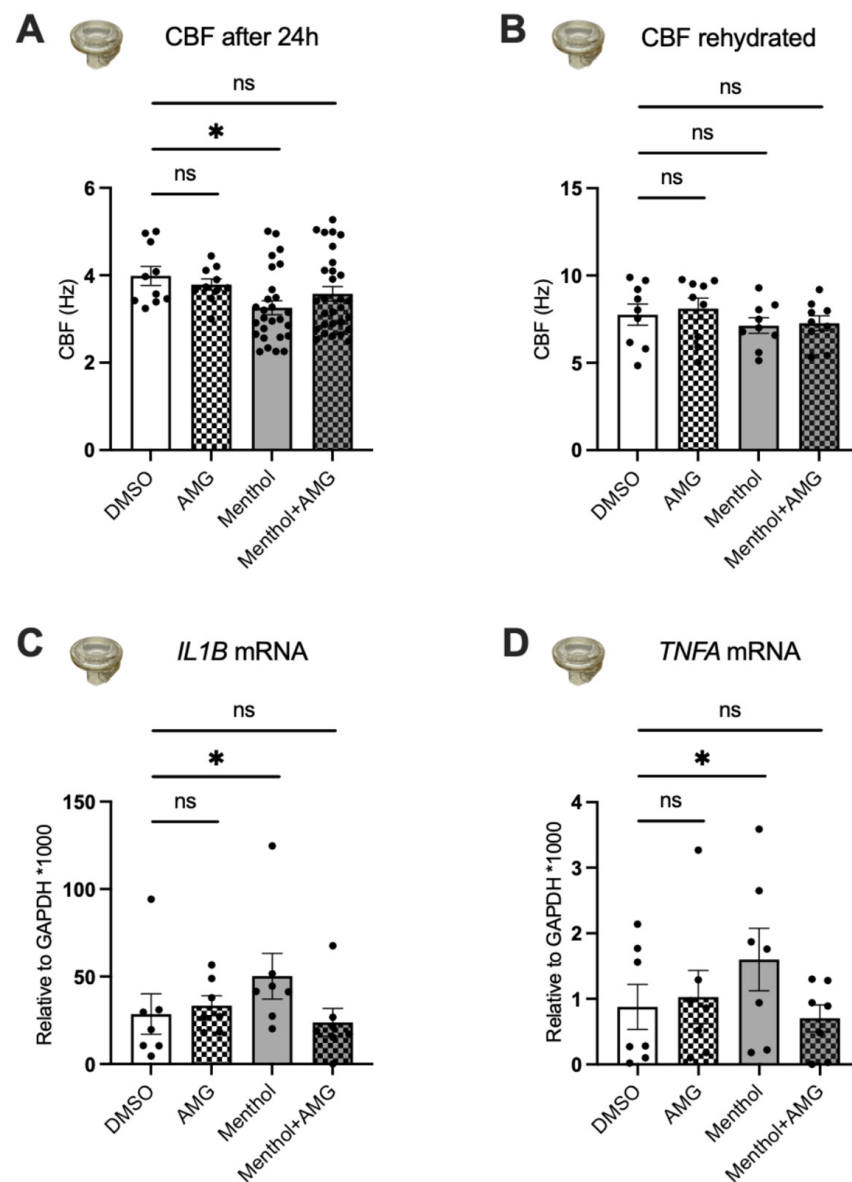 A
CBF after 24h
ns
*
ns
CBF (Hz)
6
4
2
0
DMSO
AMG
Menthol
Menthol+AMG
B
CBF rehydrated
ns
ns
ns
CBF (Hz)
15
10
5
0
DMSO
AMG
Menthol
Menthol+AMG
C
IL1B mRNA
ns
*
ns
Relative to GAPDH *1000
150
100
50
0
DMSO
AMG
Menthol
Menthol+AMG
D
TNFA mRNA
ns
*
ns
Relative to GAPDH *1000
4
3
2
1
0
DMSO
AMG
Menthol
Menthol+AMG